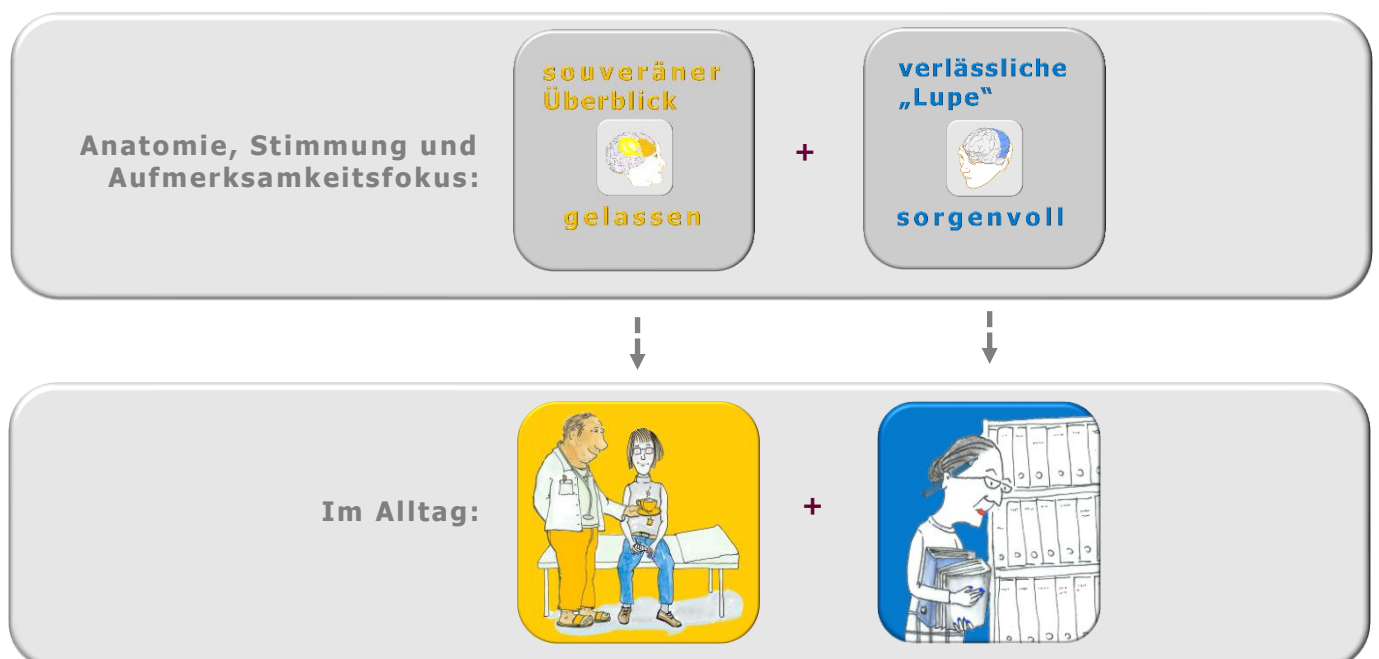 Anatomie, Stimmung und
Aufmerksamkeitsfokus:
souveräner
Überblick
gelassen
+
verlässliche
„Lupe“
sorgenvoll
Im Alltag:
+